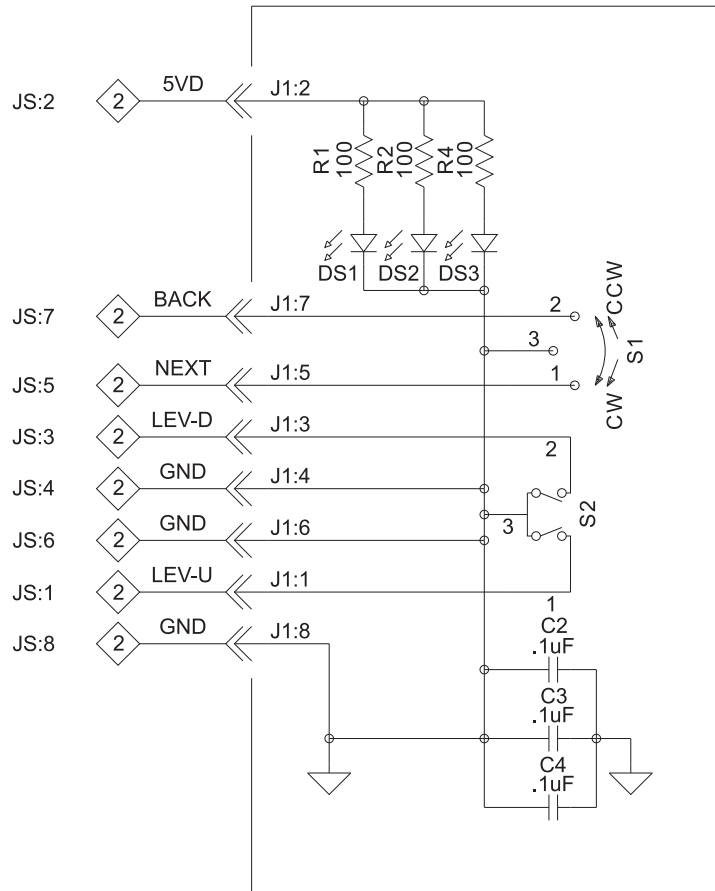 JS:2 2 5VD J1:2
R1 100 R2 100 R4 100
DS1 DS2 DS3
JS:7 2 BACK J1:7 2 CCW
3 S1
JS:5 2 NEXT J1:5 1 CW
JS:3 2 LEV-D J1:3 2
JS:4 2 GND J1:4
3 S2
JS:6 2 GND J1:6
JS:1 2 LEV-U J1:1 1
JS:8 2 GND J1:8
C2
.1uF
C3
.1uF
C4
.1uF